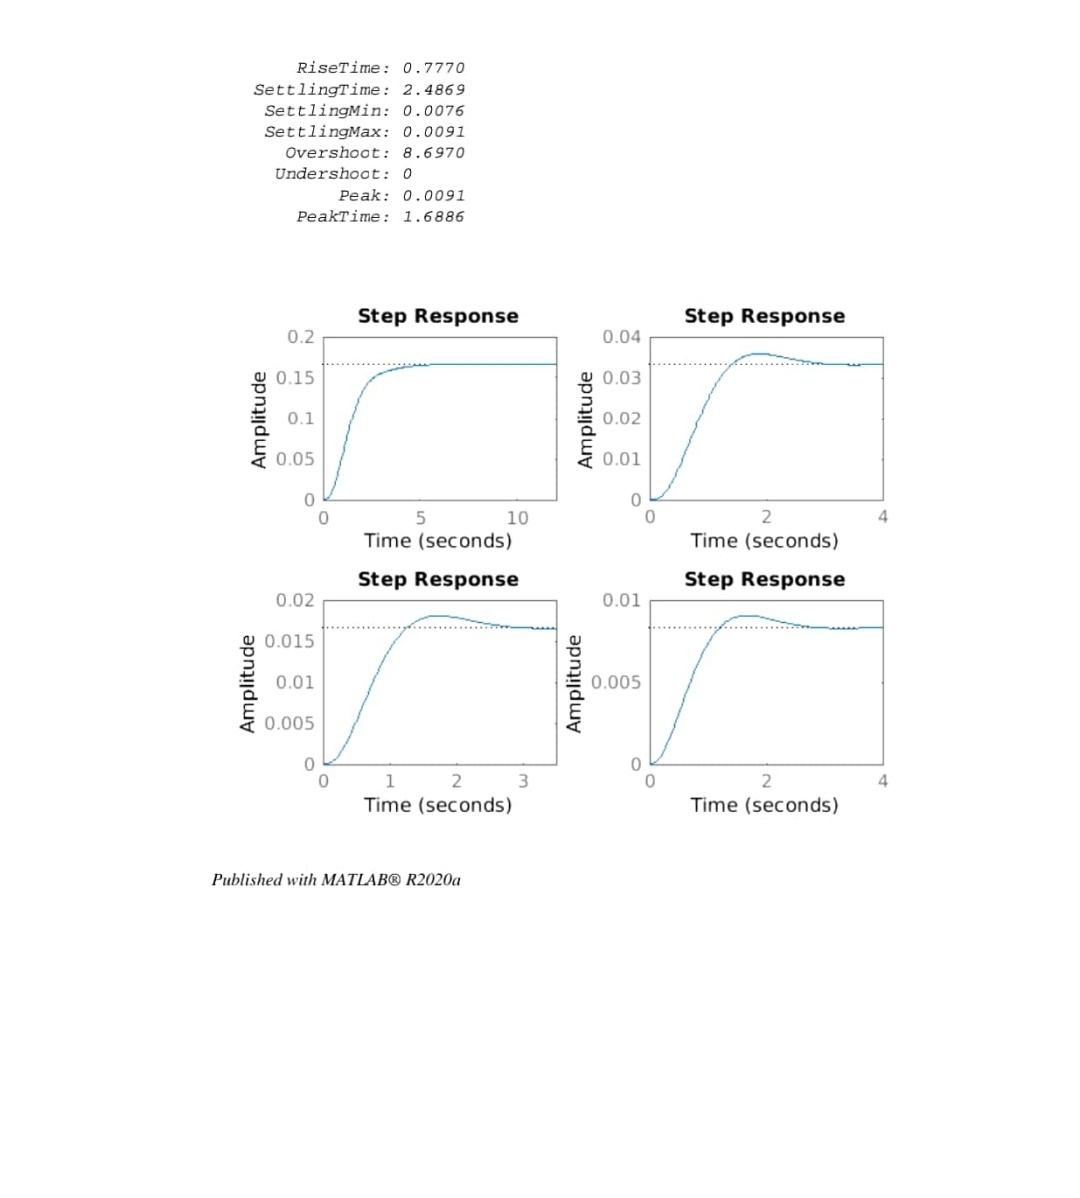 RiseTime: 0.7770
SettlingTime: 2.4869
SettlingMin: 0.0076
SettlingMax: 0.0091
Overshoot: 8.6970
Undershoot: 0
Peak: 0.0091
PeakTime: 1.6886
Step Response
0.2
0.15
0.1
0.05
0
Amplitude
0 5 10
Time (seconds)
Step Response
0.04
0.03
0.02
0.01
0
Amplitude
0 2 4
Time (seconds)
Step Response
0.02
0.015
0.01
0.005
0
Amplitude
0 1 2 3
Time (seconds)
Step Response
0.01
0.005
0
Amplitude
0 2 4
Time (seconds)
Published with MATLAB® R2020a